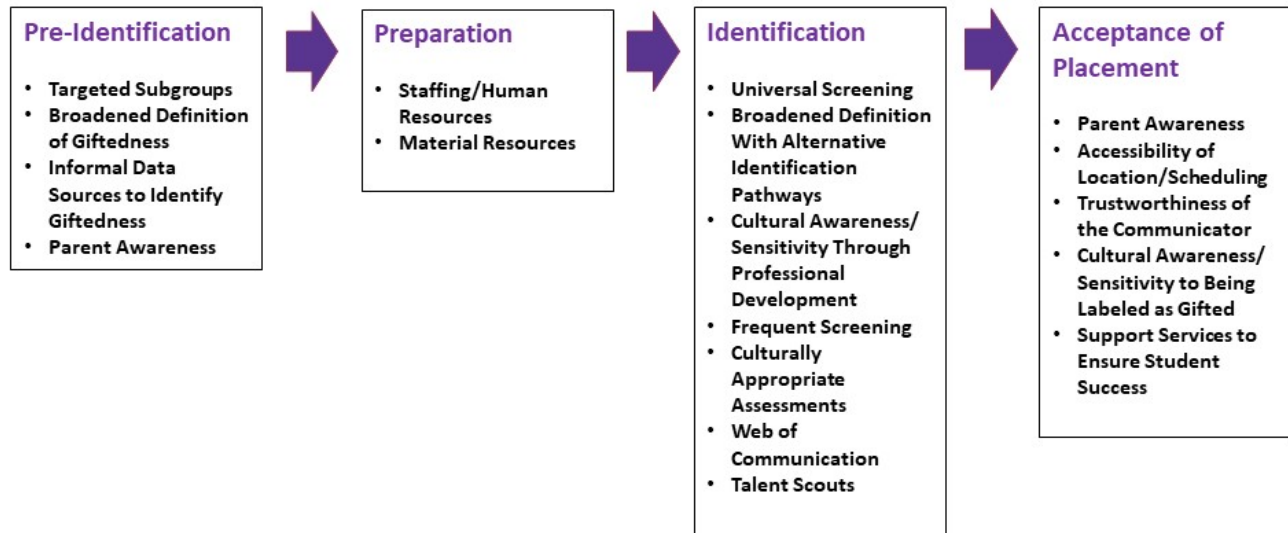 Pre-Identification
• Targeted Subgroups
• Broadened Definition
of Giftedness
• Informal Data
Sources to Identify
Giftedness
• Parent Awareness
Preparation
• Staffing/Human
Resources
• Material Resources
Identification
• Universal Screening
• Broadened Definition
With Alternative
Identification
Pathways
• Cultural Awareness/
Sensitivity Through
Professional
Development
• Frequent Screening
• Culturally
Appropriate
Assessments
• Web of
Communication
• Talent Scouts
Acceptance of
Placement
• Parent Awareness
• Accessibility of
Location/Scheduling
• Trustworthiness of
the Communicator
• Cultural Awareness/
Sensitivity to Being
Labeled as Gifted
• Support Services to
Ensure Student
Success